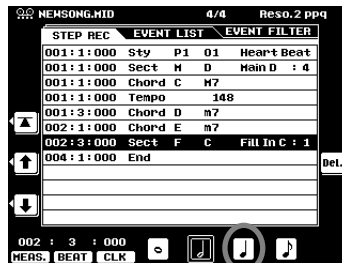 NEWSONG.MID 4/4 Reso.2 ppq
STEP REC EVENT LIST EVENT FILTER
001:1:000 Sty P1 01 Heart Beat
001:1:000 Sect M D Main D : 4
001:1:000 Chord C M7
001:1:000 Tempo 148
001:3:000 Chord D m7
002:1:000 Chord E m7
002:3:000 Sect F C Fill In C : 1
004:1:000 End
Del.
002 : 3 : 000
MEAS. BEAT CLK